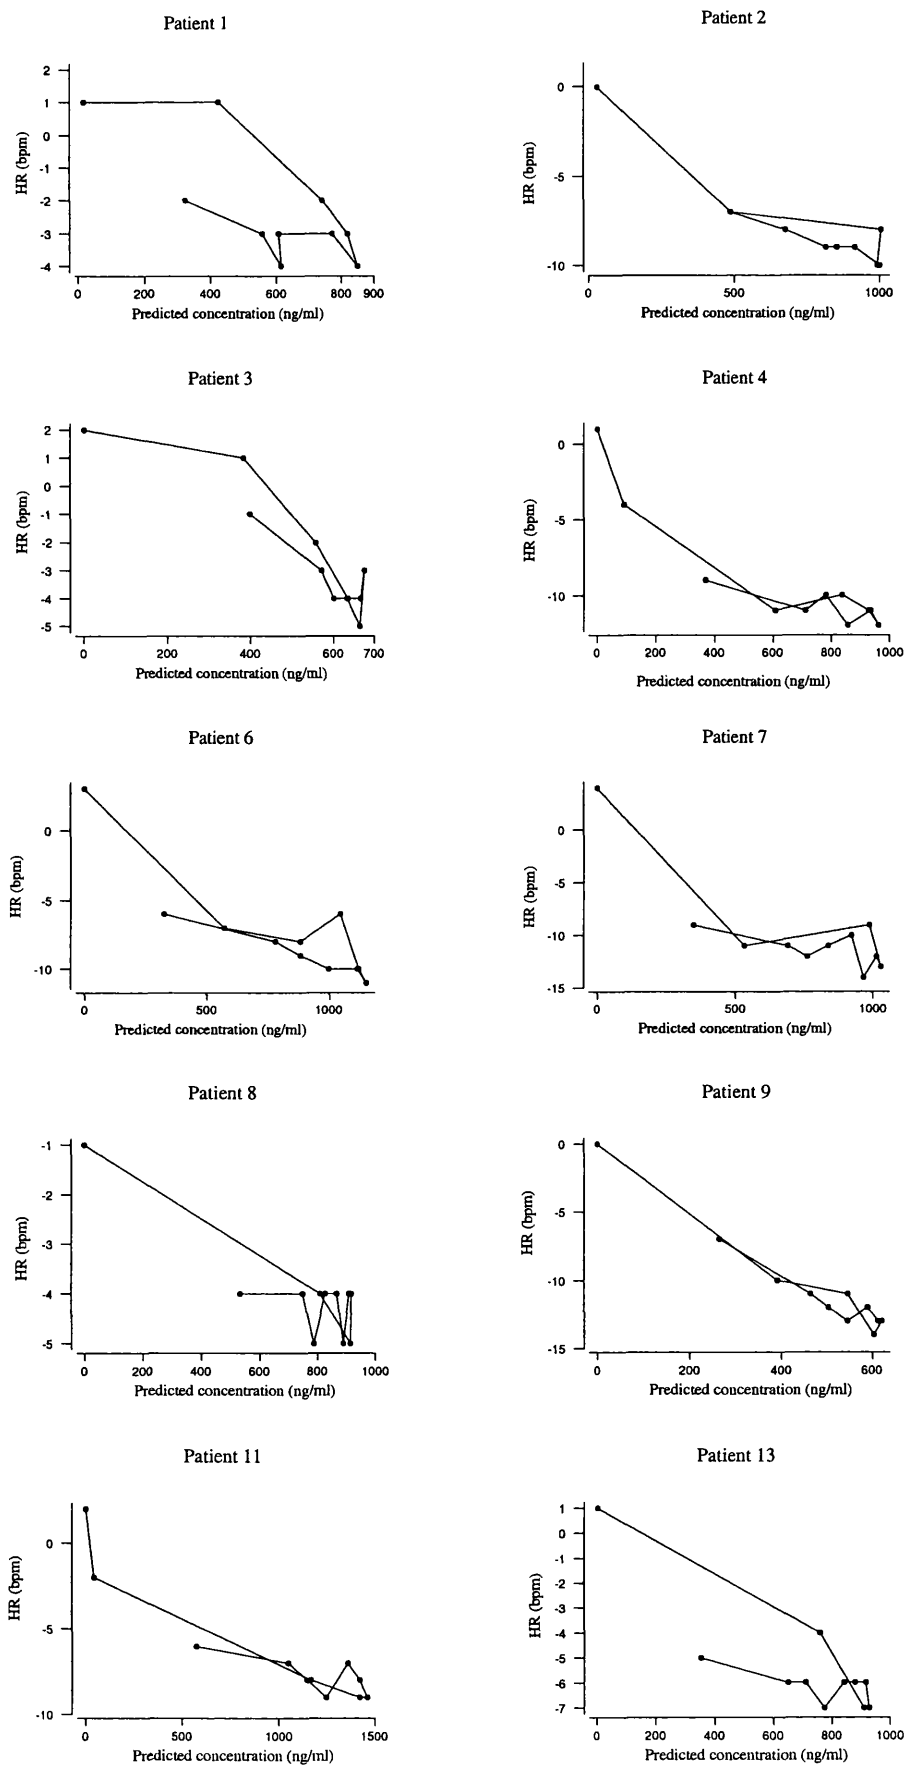 Patient 1
2
1
0
-1
-2
-3
-4
HR (bpm)
0 200 400 600 800 900
Predicted concentration (ng/ml)
Patient 2
0
-5
-10
HR (bpm)
0 500 1000
Predicted concentration (ng/ml)
Patient 3
2
1
0
-1
-2
-3
-4
-5
HR (bpm)
0 200 400 600 700
Predicted concentration (ng/ml)
Patient 4
0
-5
-10
HR (bpm)
0 200 400 600 800 1000
Predicted concentration (ng/ml)
Patient 6
0
-5
-10
HR (bpm)
0 500 1000
Predicted concentration (ng/ml)
Patient 7
0
-5
-10
-15
HR (bpm)
0 500 1000
Predicted concentration (ng/ml)
Patient 8
-1
-2
-3
-4
-5
HR (bpm)
0 200 400 600 800 1000
Predicted concentration (ng/ml)
Patient 9
0
-5
-10
-15
HR (bpm)
0 200 400 600
Predicted concentration (ng/ml)
Patient 11
0
-5
-10
HR (bpm)
0 500 1000 1500
Predicted concentration (ng/ml)
Patient 13
1
0
-1
-2
-3
-4
-5
-6
-7
HR (bpm)
0 200 400 600 800 1000
Predicted concentration (ng/ml)